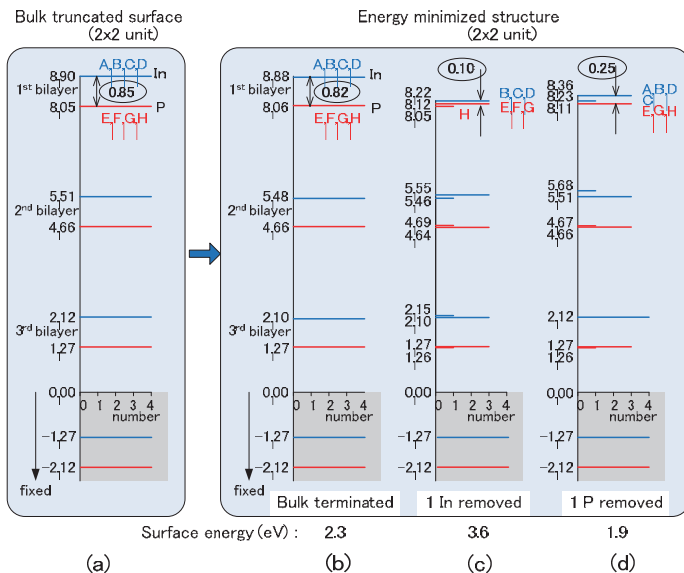 Bulk truncated surface
(2x2 unit
Energy minimized structure
(2x2 unit)
8,90
1st bilayer
8,05
A,B,C,D
In
0.85
P
E,F,G,H
5,51
2nd bilayer
4,66
2,12
3rd bilayer
1,27
0,00
0 1 2 3 4
number
−1,27
−2,12
fixed
8,88
1st bilayer
8,06
A,B,C,D
In
0.82
P
E,F,G,H
5,48
2nd bilayer
4,66
2,10
3rd bilayer
1,27
0,00
0 1 2 3 4
number
−1,27
−2,12
fixed
Bulk terminated
0.10
8,22
8,12
8,05
B,C,D
E,F,G
H
5,55
5,46
4,69
4,64
2,15
2,10
1,27
1,26
0,00
0 1 2 3 4
number
−1,27
−2,12
1 In removed
0.25
8,36
8,23
8,11
A,B,D
C
E,G,H
5,68
5,51
4,67
4,66
2,12
1,27
1,26
0,00
0 1 2 3 4
number
−1,27
−2,12
1 P removed
Surface energy (eV) : 2.3 3.6 1.9
(a) (b) (c) (d)